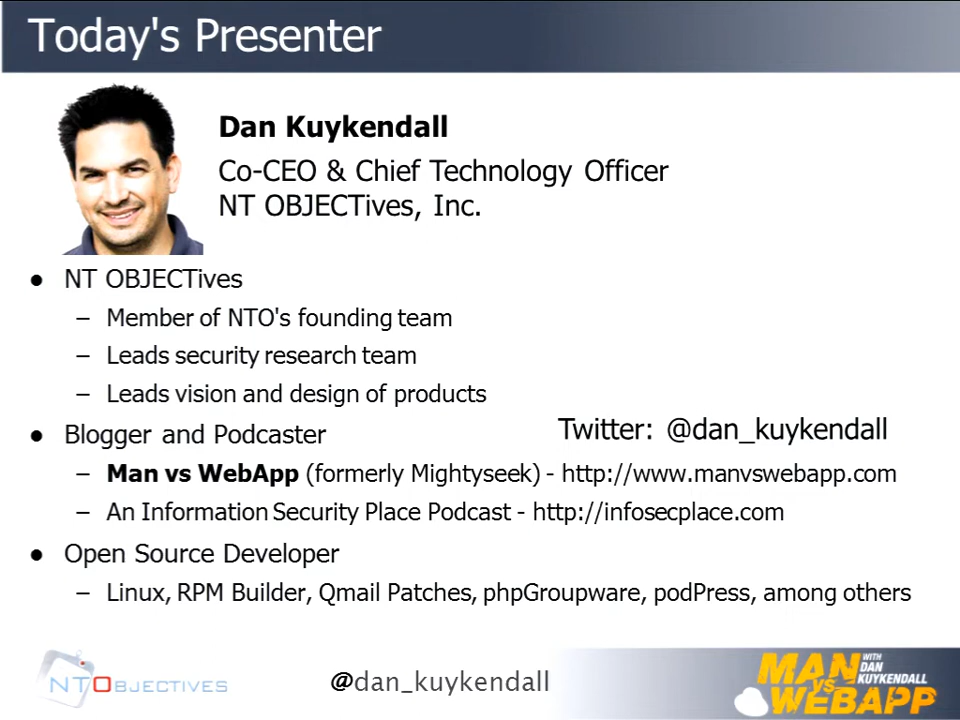 Today's Presenter
Dan Kuykendall
Co-CEO & Chief Technology Officer
NT OBJECTives, Inc.
● NT OBJECTives
– Member of NTO's founding team
– Leads security research team
– Leads vision and design of products
● Blogger and Podcaster
Twitter: @dan_kuykendall
– Man vs WebApp (formerly Mightyseek) - http://www.manvswebapp.com
– An Information Security Place Podcast - http://infosecplace.com
● Open Source Developer
– Linux, RPM Builder, Qmail Patches, phpGroupware, podPress, among others
NTOBJECTIVES
@dan_kuykendall
MAN WITH DAN KUYKENDALL
VS
WEBAPP